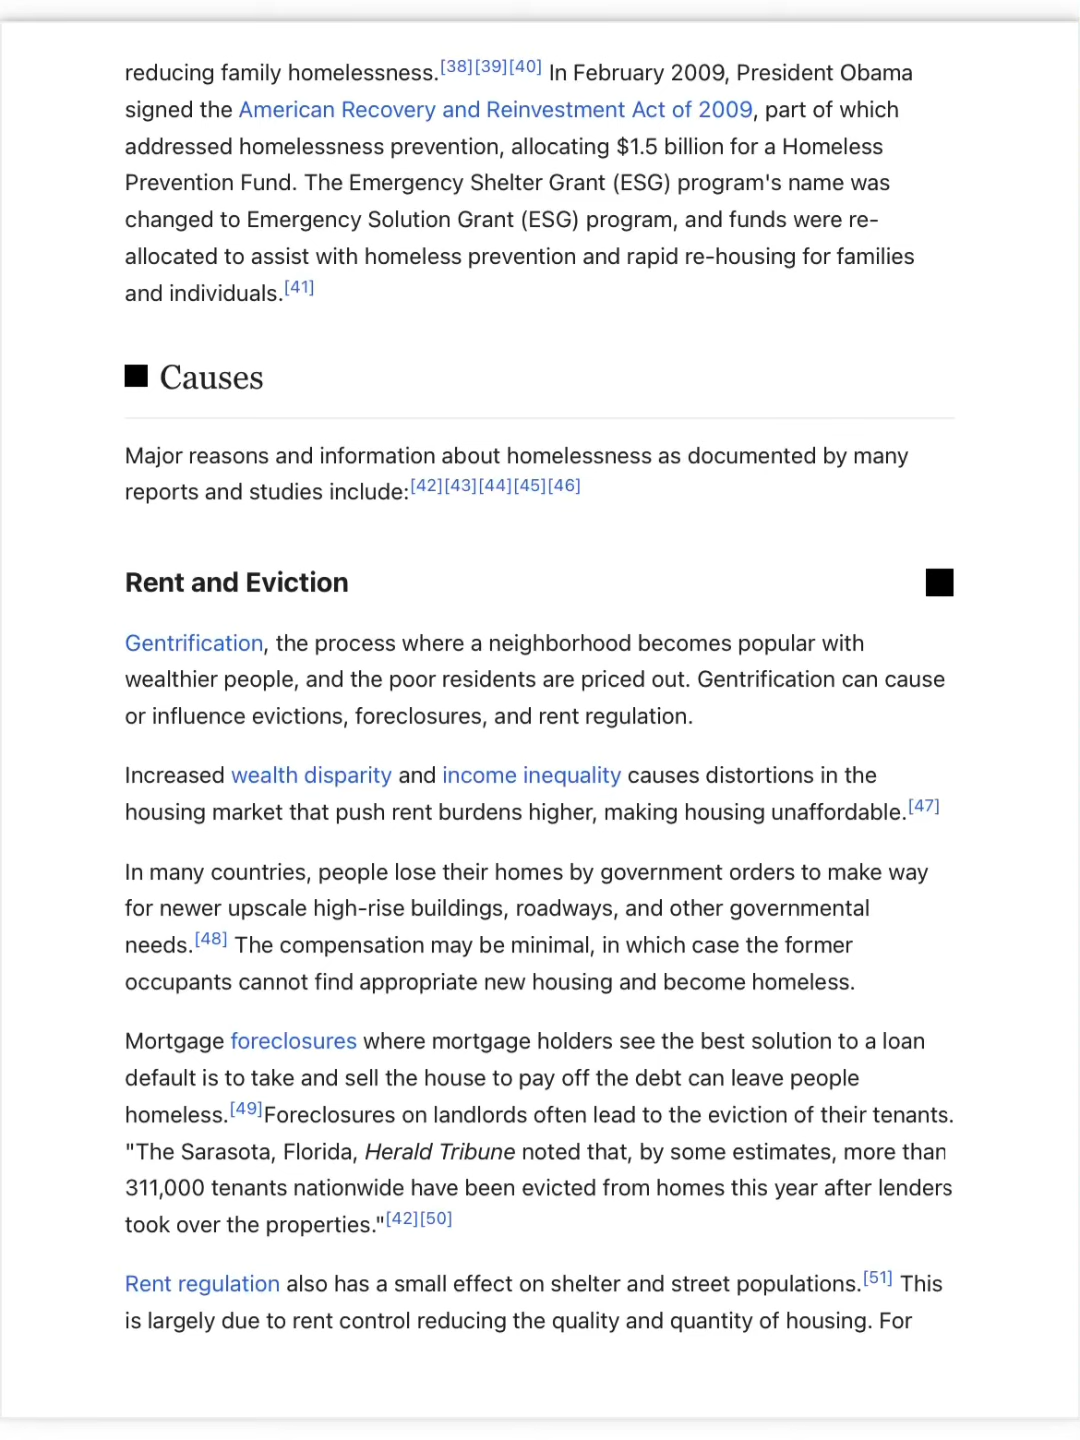 reducing family homelessness.[38][39][40] In February 2009, President Obama
signed the American Recovery and Reinvestment Act of 2009, part of which
addressed homelessness prevention, allocating $1.5 billion for a Homeless
Prevention Fund. The Emergency Shelter Grant (ESG) program's name was
changed to Emergency Solution Grant (ESG) program, and funds were re-
allocated to assist with homeless prevention and rapid re-housing for families
and individuals.[41]
Causes
Major reasons and information about homelessness as documented by many
reports and studies include:[42][43][44][45][46]
Rent and Eviction
Gentrification, the process where a neighborhood becomes popular with
wealthier people, and the poor residents are priced out. Gentrification can cause
or influence evictions, foreclosures, and rent regulation.
Increased wealth disparity and income inequality causes distortions in the
housing market that push rent burdens higher, making housing unaffordable.[47]
In many countries, people lose their homes by government orders to make way
for newer upscale high-rise buildings, roadways, and other governmental
needs.[48] The compensation may be minimal, in which case the former
occupants cannot find appropriate new housing and become homeless.
Mortgage foreclosures where mortgage holders see the best solution to a loan
default is to take and sell the house to pay off the debt can leave people
homeless.[49]Foreclosures on landlords often lead to the eviction of their tenants.
"The Sarasota, Florida, Herald Tribune noted that, by some estimates, more than
311,000 tenants nationwide have been evicted from homes this year after lenders
took over the properties."[42][50]
Rent regulation also has a small effect on shelter and street populations.[51] This
is largely due to rent control reducing the quality and quantity of housing. For